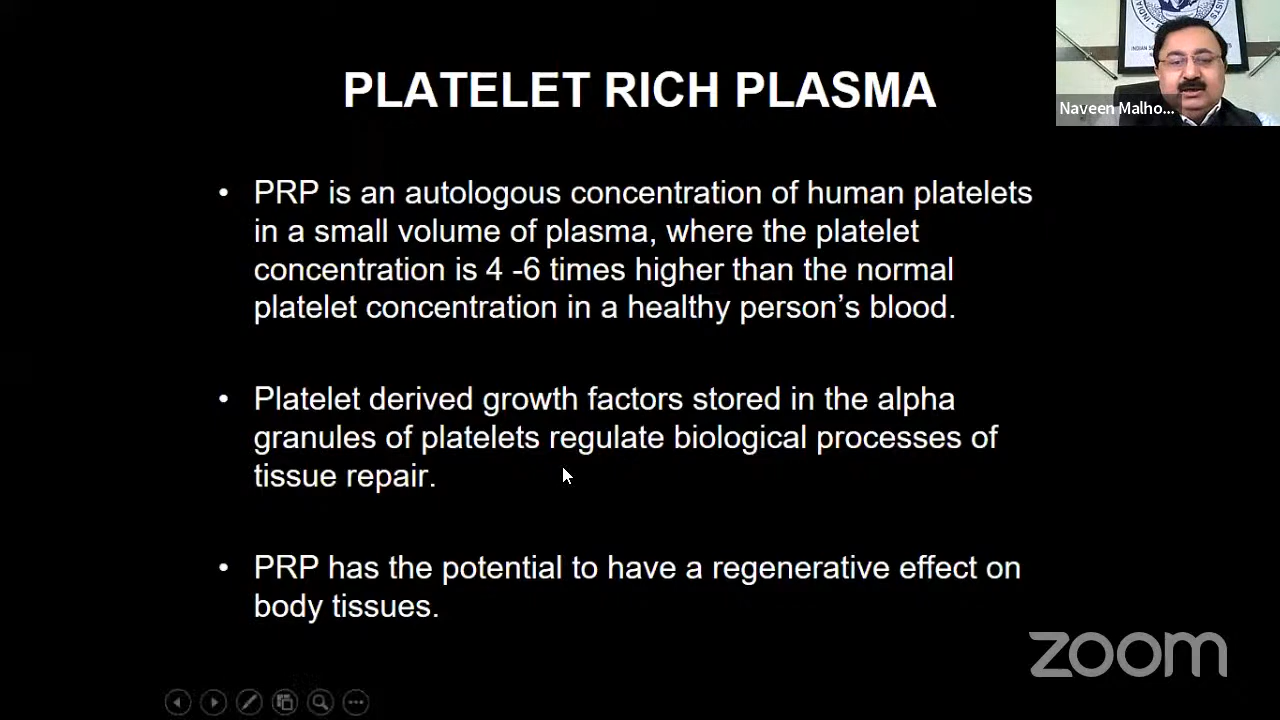 PLATELET RICH PLASMA
Naveen Malho...
• PRP is an autologous concentration of human platelets
in a small volume of plasma, where the platelet
concentration is 4 -6 times higher than the normal
platelet concentration in a healthy person’s blood.
• Platelet derived growth factors stored in the alpha
granules of platelets regulate biological processes of
tissue repair.
• PRP has the potential to have a regenerative effect on
body tissues.
zoom